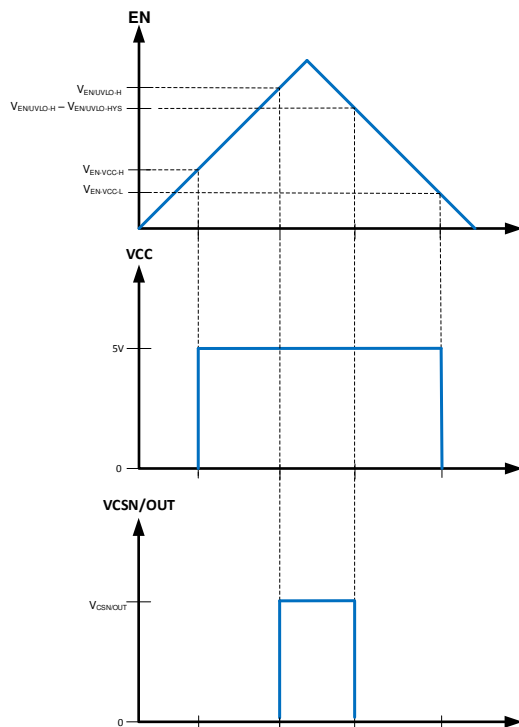 EN
VEN/UVLO-H
VEN/UVLO-H – VEN/UVLO-HYS
VEN-VCC-H
VEN-VCC-L
VCC
5V
0
VCSN/OUT
VCSN/OUT
0